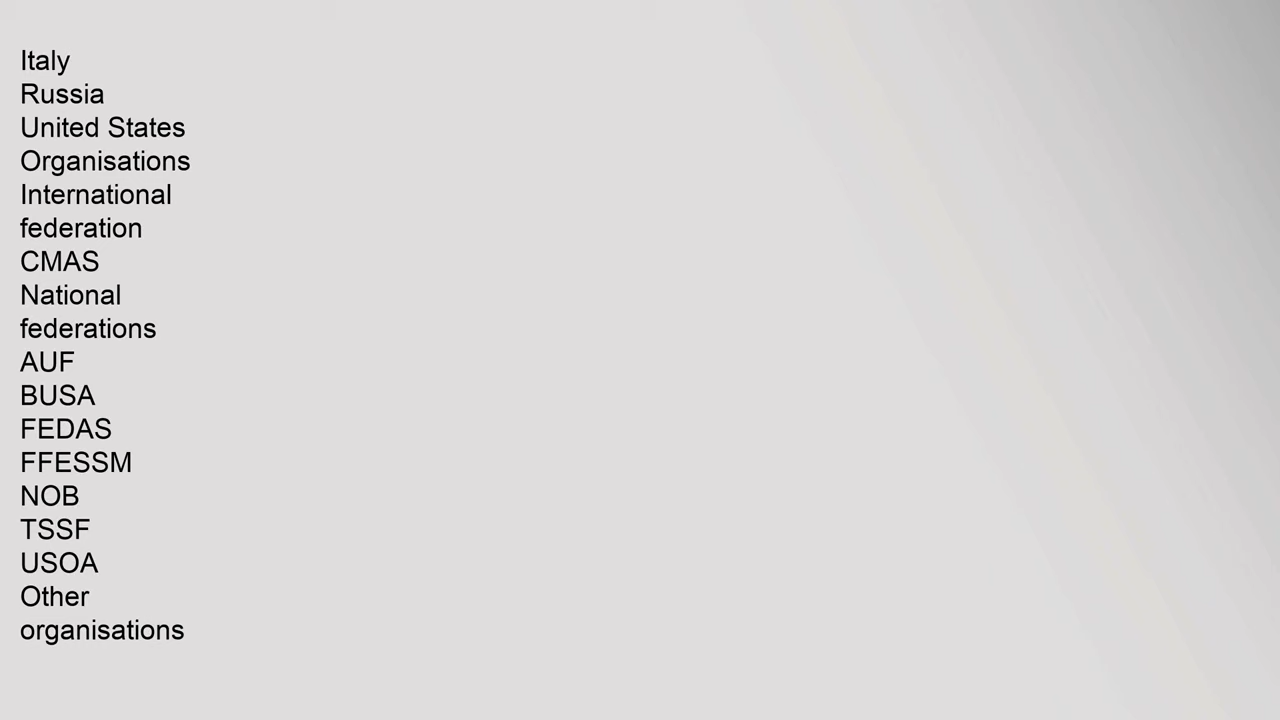 Italy
Russia
United States
Organisations
International
federation
CMAS
National
federations
AUF
BUSA
FEDAS
FFESSM
NOB
TSSF
USOA
Other
organisations